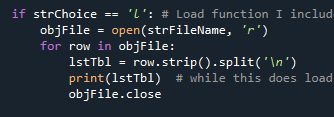 if strChoice == 'l': # Load function I includ
objFile = open(strFileName, 'r')
for row in objFile:
lstTbl = row.strip().split('\n')
print(lstTbl) # while this does load
objFile.close